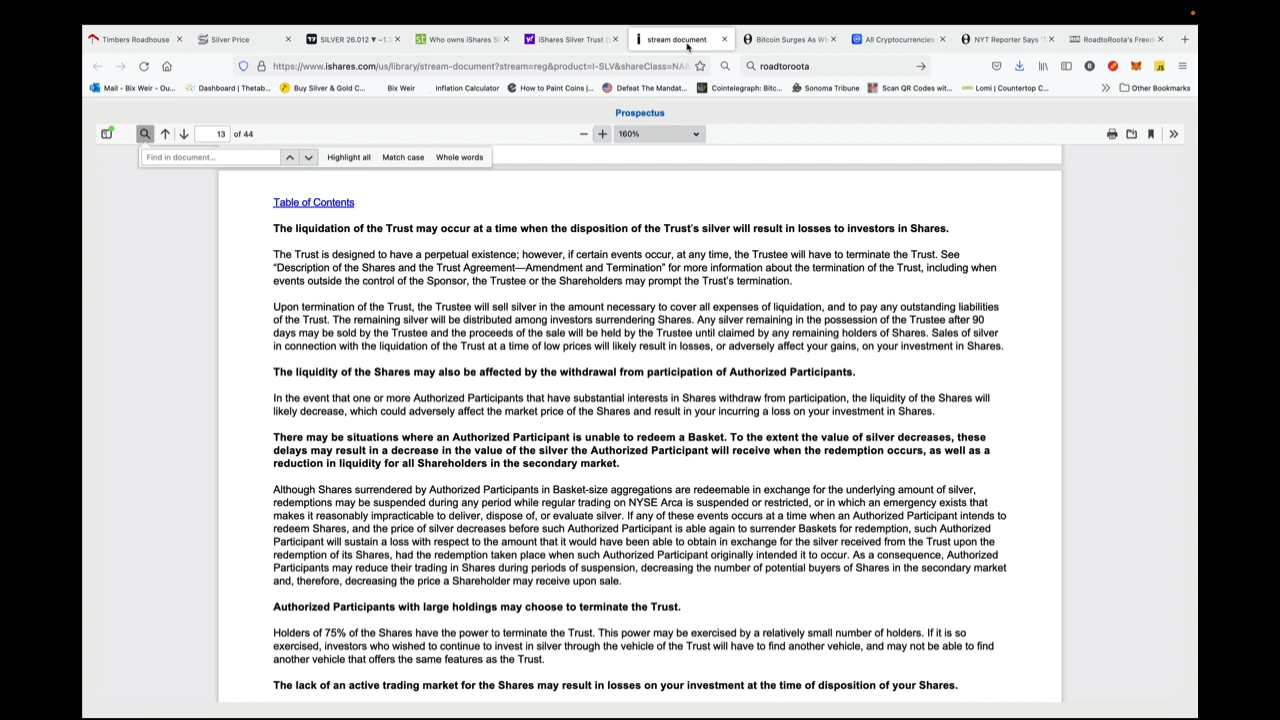 Timbers Roadhouse
Silver Price
SILVER 26.012 ▼ −1.
Who owns iShares Si
iShares Silver Trust (
stream document
Bitcoin Surges As W
All Cryptocurrencies
NYT Reporter Says "
RoadtoRoota's Free
https://www.ishares.com/us/library/stream-document?stream=reg&product=I-SLV&shareClass=NA
roadtoroota
Mail - Bix Weir - Ou...
Dashboard | Thetab...
Buy Silver & Gold C...
Bix Weir
Inflation Calculator
How to Paint Coins |...
Defeat The Mandat...
Cointelegraph: Bitc...
Sonoma Tribune
Scan QR Codes wit...
Lomi | Countertop C...
Other Bookmarks
Prospectus
13 of 44
160%
Find in document...
Highlight all
Match case
Whole words
Table of Contents
The liquidation of the Trust may occur at a time when the disposition of the Trust's silver will result in losses to investors in Shares.
The Trust is designed to have a perpetual existence; however, if certain events occur, at any time, the Trustee will have to terminate the Trust. See
“Description of the Shares and the Trust Agreement—Amendment and Termination” for more information about the termination of the Trust, including when
events outside the control of the Sponsor, the Trustee or the Shareholders may prompt the Trust's termination.
Upon termination of the Trust, the Trustee will sell silver in the amount necessary to cover all expenses of liquidation, and to pay any outstanding liabilities
of the Trust. The remaining silver will be distributed among investors surrendering Shares. Any silver remaining in the possession of the Trustee after 90
days may be sold by the Trustee and the proceeds of the sale will be held by the Trustee until claimed by any remaining holders of Shares. Sales of silver
in connection with the liquidation of the Trust at a time of low prices will likely result in losses, or adversely affect your gains, on your investment in Shares.
The liquidity of the Shares may also be affected by the withdrawal from participation of Authorized Participants.
In the event that one or more Authorized Participants that have substantial interests in Shares withdraw from participation, the liquidity of the Shares will
likely decrease, which could adversely affect the market price of the Shares and result in your incurring a loss on your investment in Shares.
There may be situations where an Authorized Participant is unable to redeem a Basket. To the extent the value of silver decreases, these
delays may result in a decrease in the value of the silver the Authorized Participant will receive when the redemption occurs, as well as a
reduction in liquidity for all Shareholders in the secondary market.
Although Shares surrendered by Authorized Participants in Basket-size aggregations are redeemable in exchange for the underlying amount of silver,
redemptions may be suspended during any period while regular trading on NYSE Arca is suspended or restricted, or in which an emergency exists that
makes it reasonably impracticable to deliver, dispose of, or evaluate silver. If any of these events occurs at a time when an Authorized Participant intends to
redeem Shares, and the price of silver decreases before such Authorized Participant is able again to surrender Baskets for redemption, such Authorized
Participant will sustain a loss with respect to the amount that it would have been able to obtain in exchange for the silver received from the Trust upon the
redemption of its Shares, had the redemption taken place when such Authorized Participant originally intended it to occur. As a consequence, Authorized
Participants may reduce their trading in Shares during periods of suspension, decreasing the number of potential buyers of Shares in the secondary market
and, therefore, decreasing the price a Shareholder may receive upon sale.
Authorized Participants with large holdings may choose to terminate the Trust.
Holders of 75% of the Shares have the power to terminate the Trust. This power may be exercised by a relatively small number of holders. If it is so
exercised, investors who wished to continue to invest in silver through the vehicle of the Trust will have to find another vehicle, and may not be able to find
another vehicle that offers the same features as the Trust.
The lack of an active trading market for the Shares may result in losses on your investment at the time of disposition of your Shares.